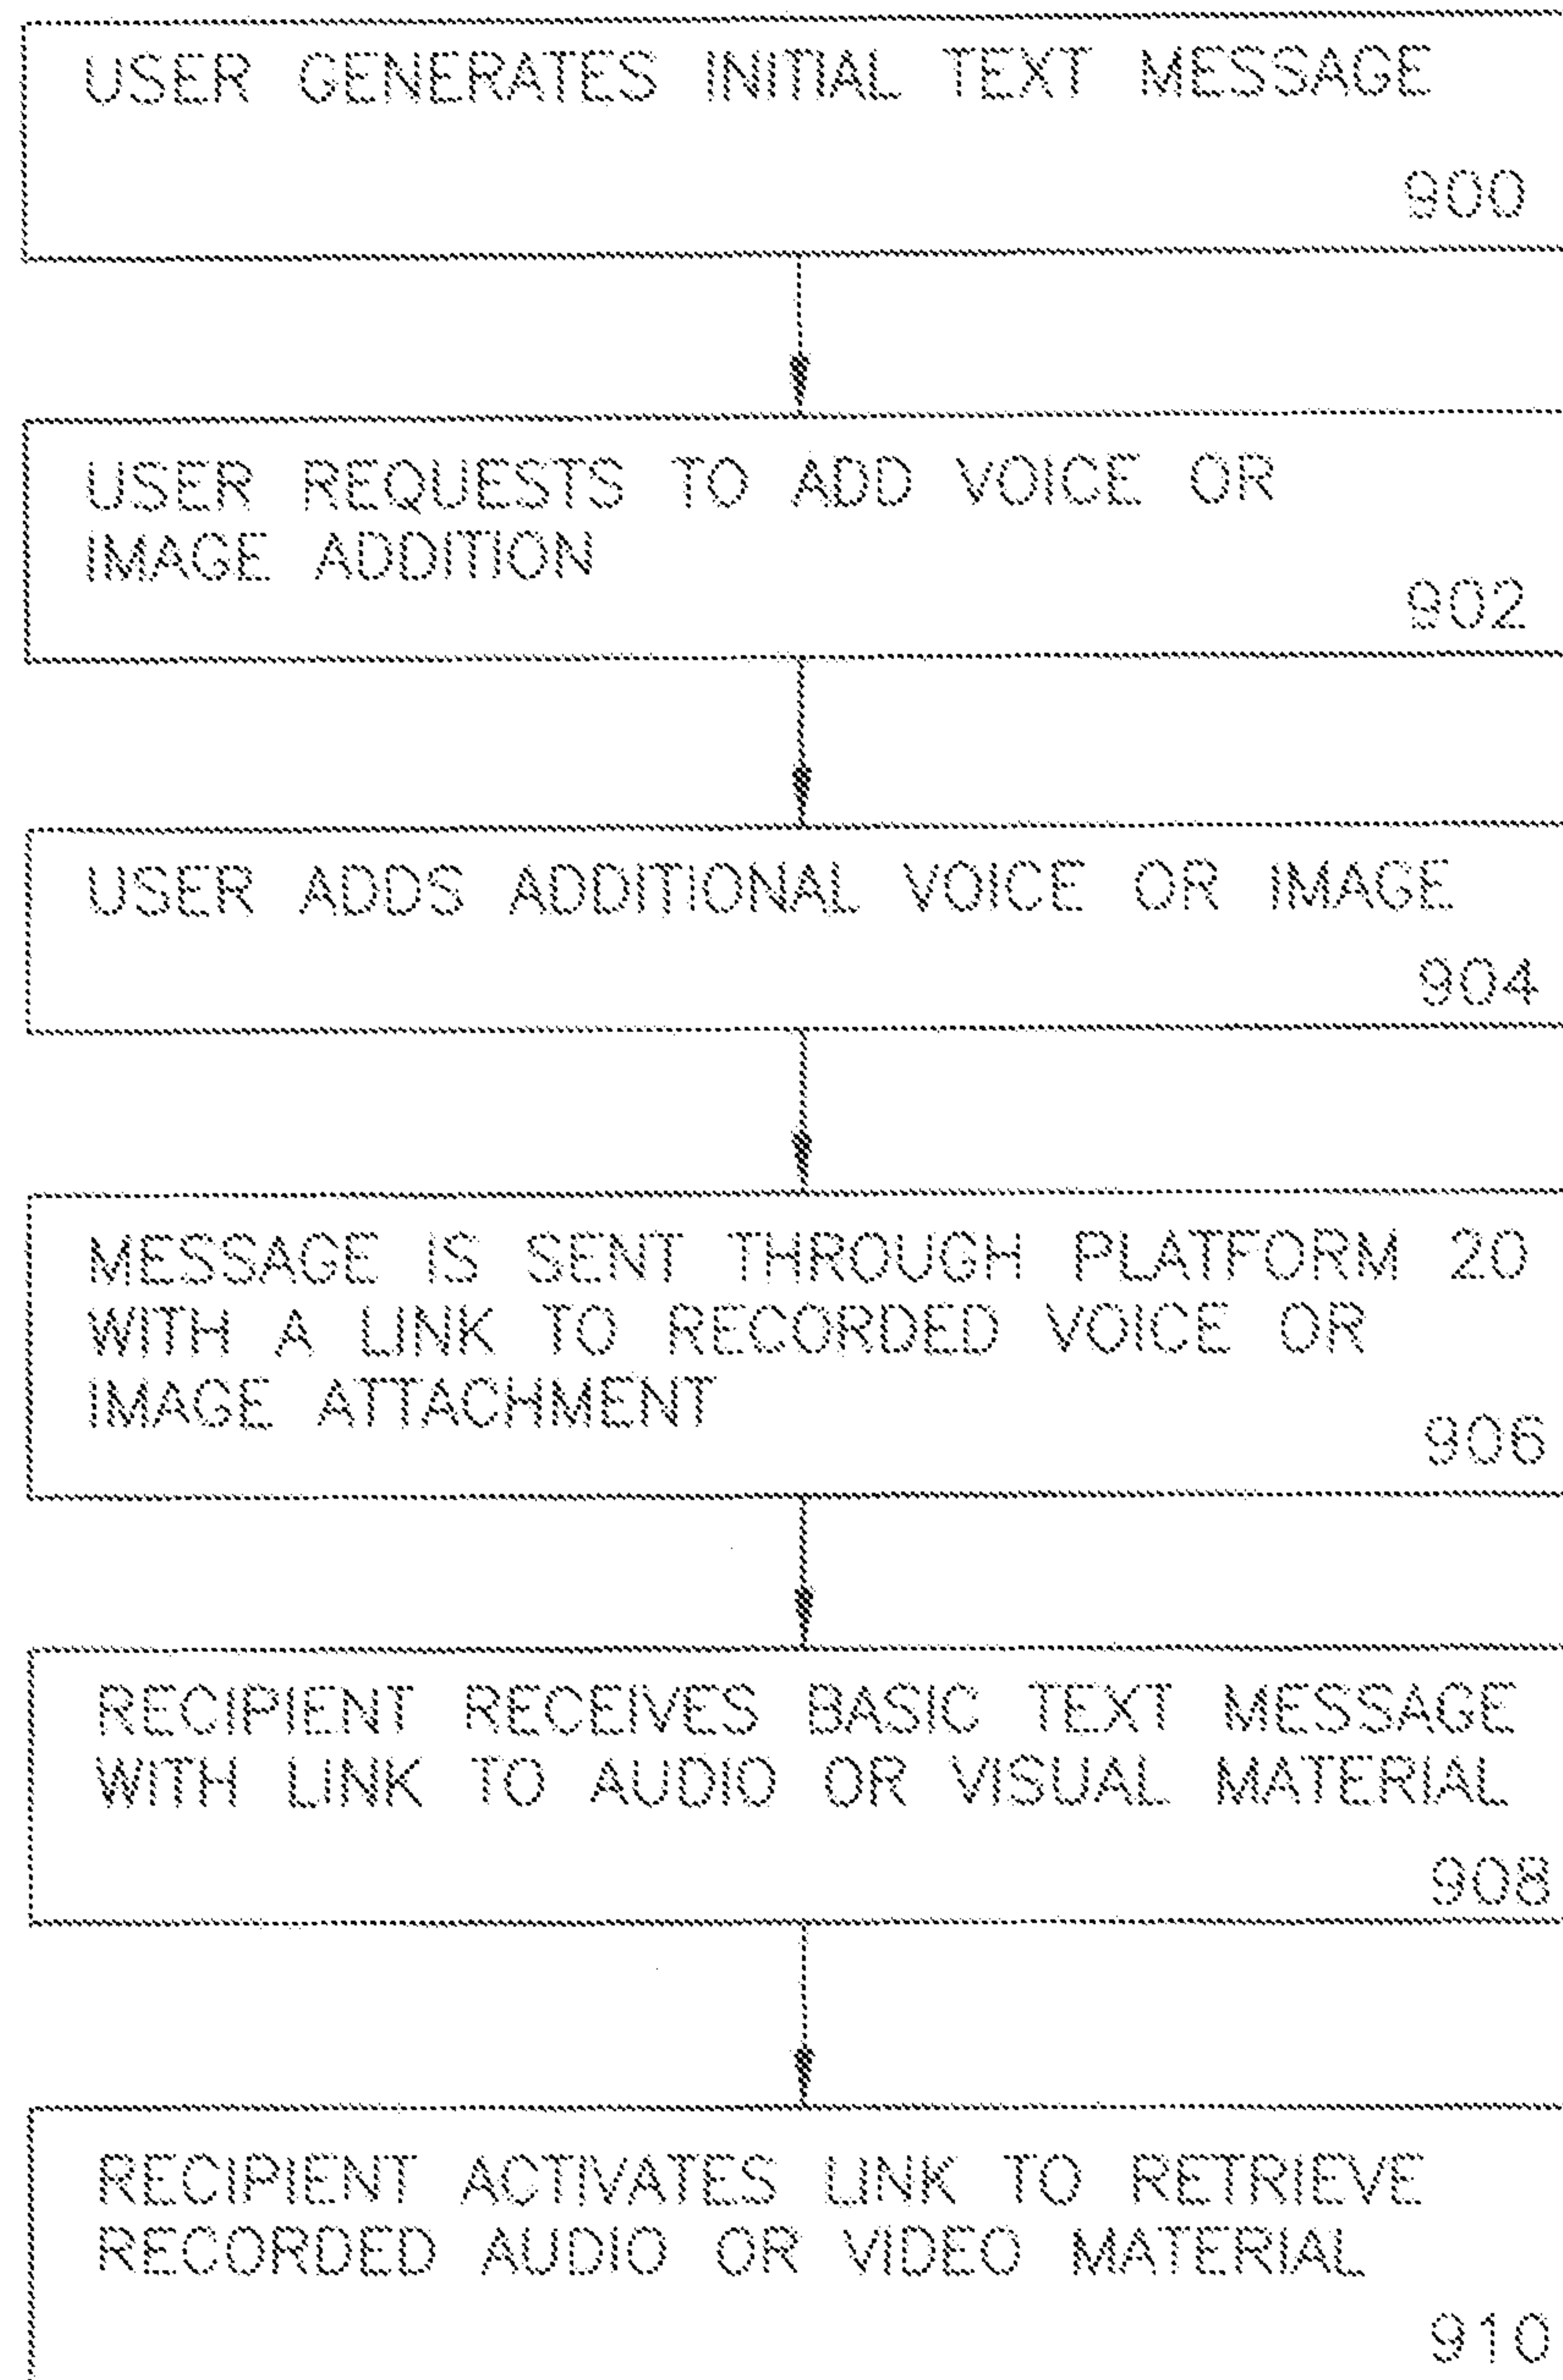 USER GENERATES INITIAL TEXT MESSAGE
900
USER REQUESTS TO ADD VOICE OR
IMAGE ADDITION
902
USER ADDS ADDITIONAL VOICE OR IMAGE
904
MESSAGE IS SENT THROUGH PLATFORM 20
WITH A LINK TO RECORDED VOICE OR
IMAGE ATTACHMENT
906
RECIPIENT RECEIVES BASIC TEXT MESSAGE
WITH LINK TO AUDIO OR VISUAL MATERIAL
908
RECIPIENT ACTIVATES LINK TO RETRIEVE
RECORDED AUDIO OR VIDEO MATERIAL
910